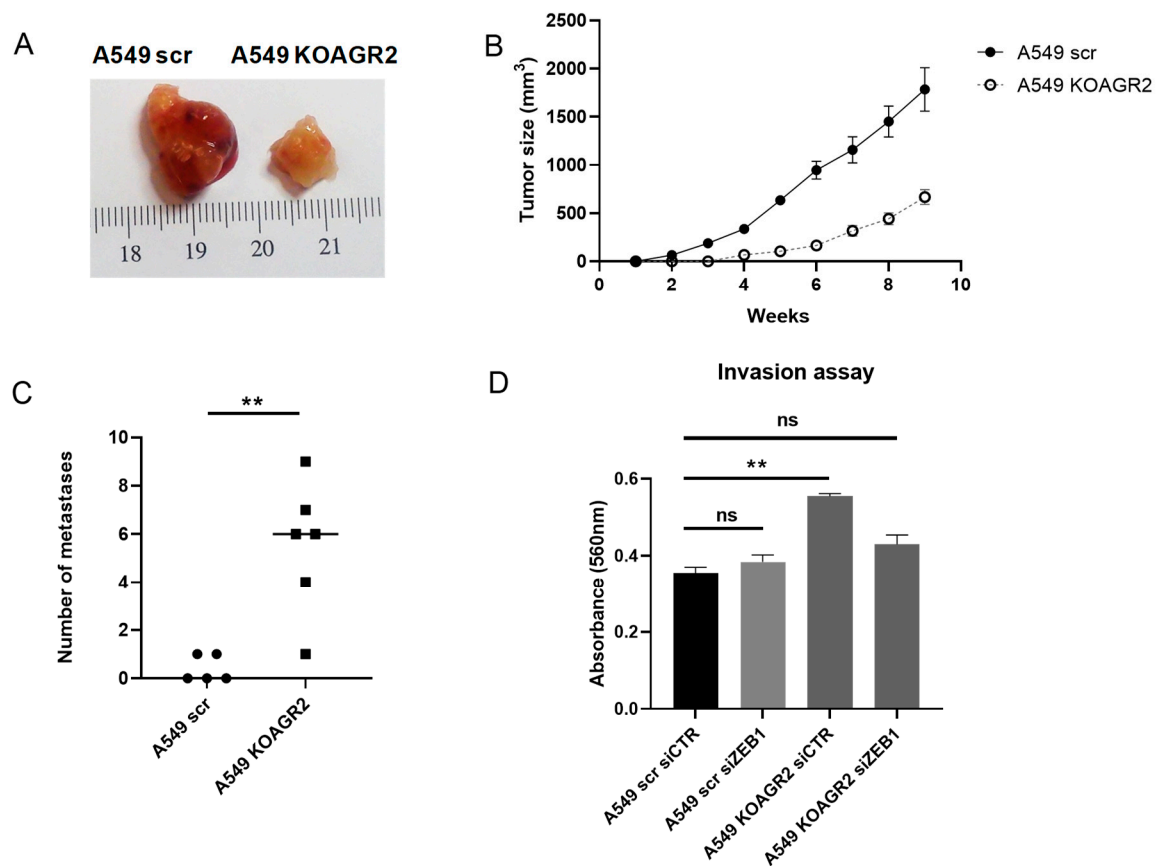 A
A549 scr A549 KOAGR2
18 19 20 21
B
2500
2000
1500
1000
500
0
Tumor size (mm³)
0 2 4 6 8 10
Weeks
A549 scr
A549 KOAGR2
C
**
10
8
6
4
2
0
Number of metastases
A549 scr
A549 KOAGR2
D
Invasion assay
ns
**
ns
0.6
0.4
0.2
0.0
Absorbance (560nm)
A549 scr siCTR
A549 scr siZEB1
A549 KOAGR2 siCTR
A549 KOAGR2 siZEB1